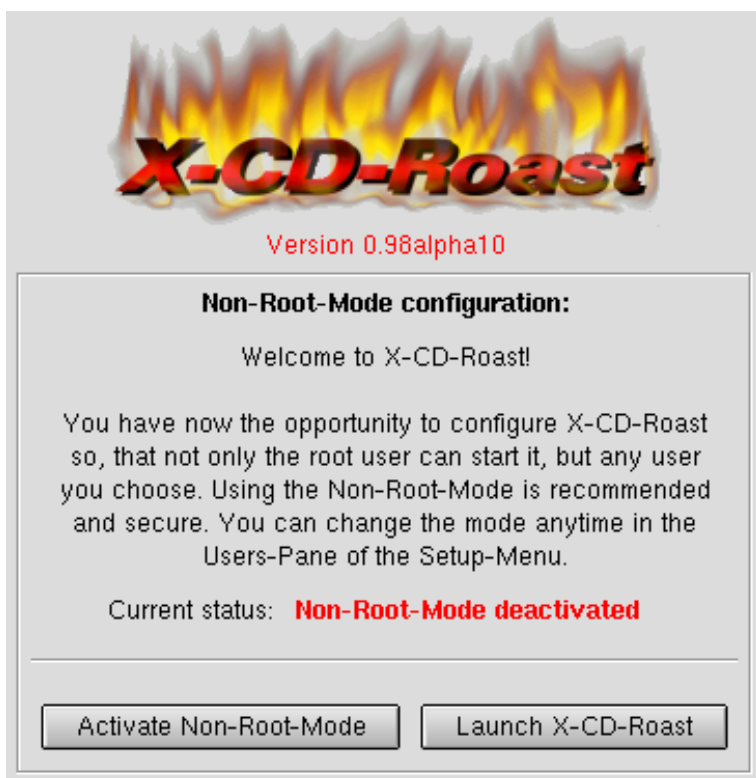 X-CD-Roast
Version 0.98alpha10
Non-Root-Mode configuration:
Welcome to X-CD-Roast!
You have now the opportunity to configure X-CD-Roast
so, that not only the root user can start it, but any user
you choose. Using the Non-Root-Mode is recommended
and secure. You can change the mode anytime in the
Users-Pane of the Setup-Menu.
Current status: Non-Root-Mode deactivated
Activate Non-Root-Mode
Launch X-CD-Roast